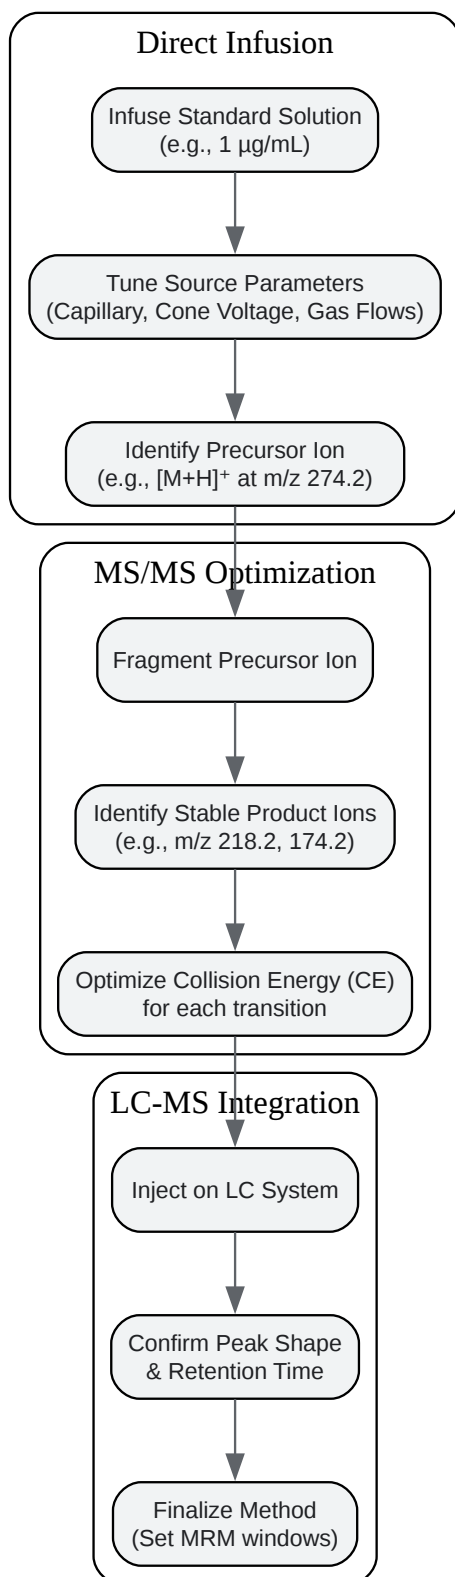 Direct Infusion
Infuse Standard Solution
(e.g., 1 µg/mL)
Tune Source Parameters
(Capillary, Cone Voltage, Gas Flows)
Identify Precursor Ion
(e.g., [M+H]⁺ at m/z 274.2)
MS/MS Optimization
Fragment Precursor Ion
Identify Stable Product Ions
(e.g., m/z 218.2, 174.2)
Optimize Collision Energy (CE)
for each transition
LC-MS Integration
Inject on LC System
Confirm Peak Shape
& Retention Time
Finalize Method
(Set MRM windows)